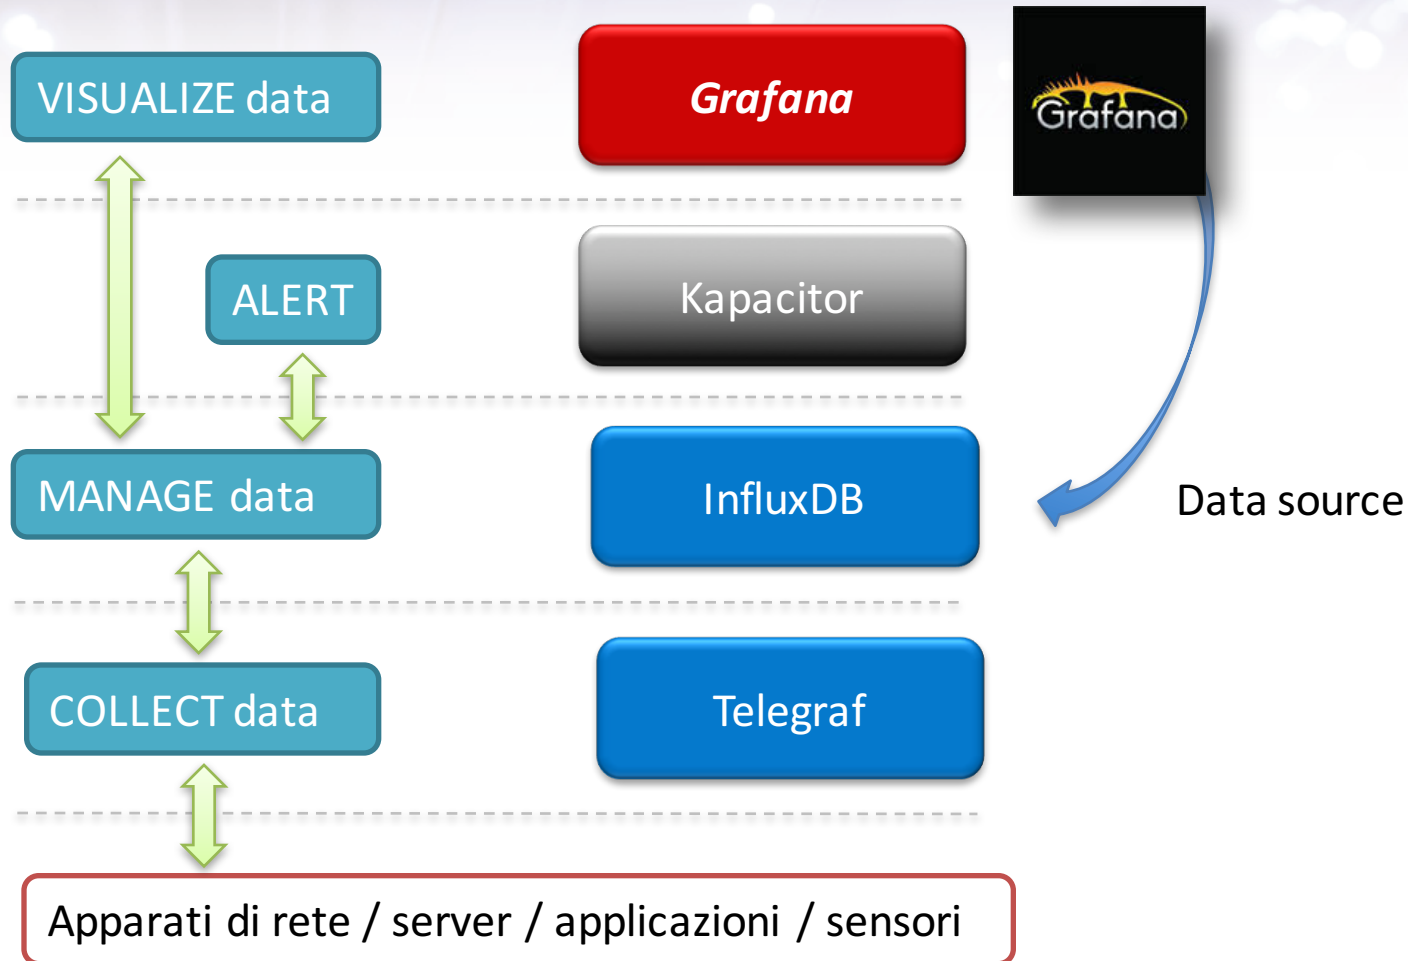 VISUALIZE data
Grafana
Grafana
ALERT
Kapacitor
MANAGE data
InfluxDB
Data source
COLLECT data
Telegraf
Apparati di rete / server / applicazioni / sensori